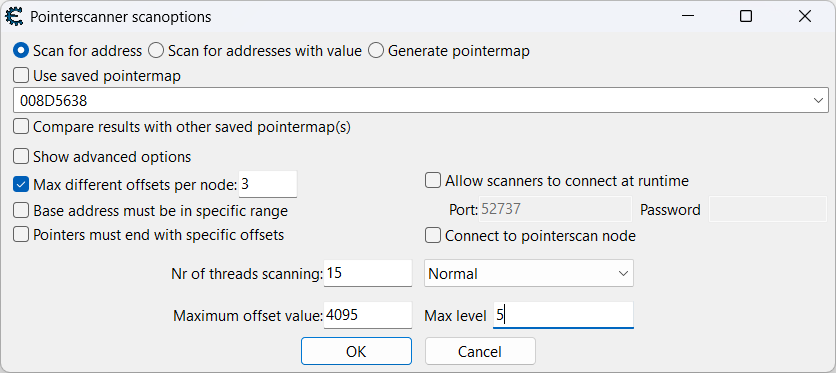 Pointerscanner scanoptions
Scan for address Scan for addresses with value Generate pointermap
Use saved pointermap
008D5638
Compare results with other saved pointermap(s)
Show advanced options
Max different offsets per node: 3 Allow scanners to connect at runtime
Base address must be in specific range Port: 52737 Password
Pointers must end with specific offsets Connect to pointerscan node
Nr of threads scanning: 15 Normal
Maximum offset value: 4095 Max level 5
OK Cancel